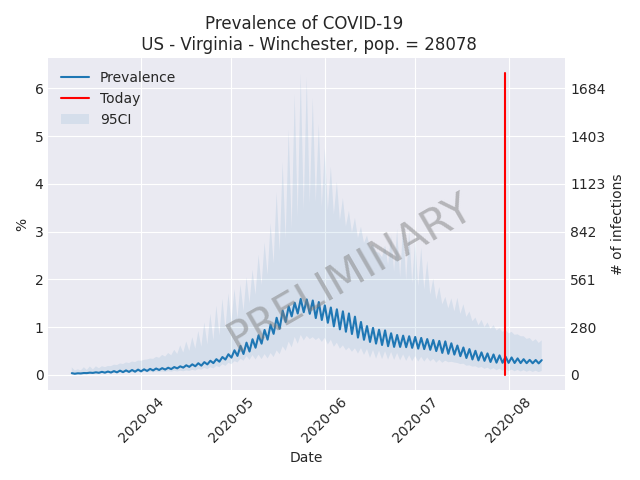 Prevalence of COVID-19
US - Virginia - Winchester, pop. = 28078
Prevalence
Today
95CI
6
5
4
3
2
1
0
%
1684
1403
1123
842
561
280
0
# of infections
PRELIMINARY
2020-04
2020-05
2020-06
2020-07
2020-08
Date